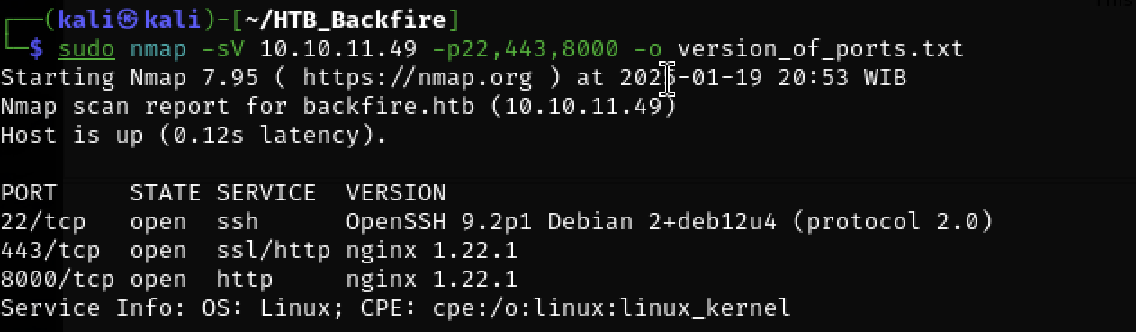 ┌──(kali㉿kali)-[~/HTB_Backfire]
└─$ sudo nmap -sV 10.10.11.49 -p22,443,8000 -o version_of_ports.txt
Starting Nmap 7.95 ( https://nmap.org ) at 2025-01-19 20:53 WIB
Nmap scan report for backfire.htb (10.10.11.49)
Host is up (0.12s latency).
PORT     STATE SERVICE  VERSION
22/tcp   open  ssh      OpenSSH 9.2p1 Debian 2+deb12u4 (protocol 2.0)
443/tcp  open  ssl/http nginx 1.22.1
8000/tcp open  http     nginx 1.22.1
Service Info: OS: Linux; CPE: cpe:/o:linux:linux_kernel